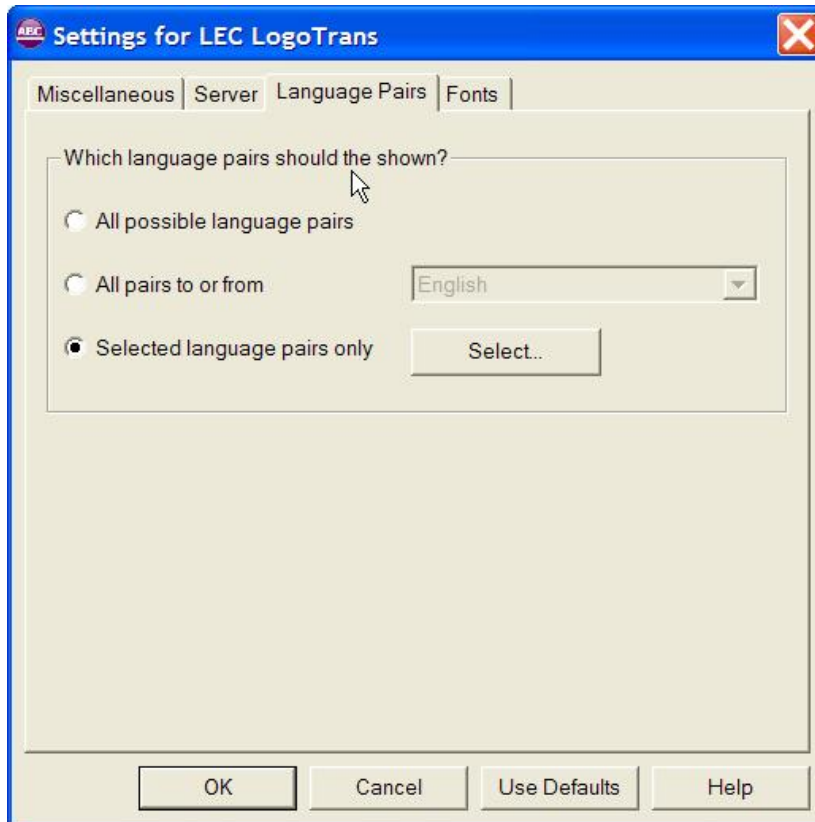 ABC Settings for LEC LogoTrans
Miscellaneous Server Language Pairs Fonts
Which language pairs should the shown?
All possible language pairs
All pairs to or from English
Selected language pairs only Select...
OK Cancel Use Defaults Help